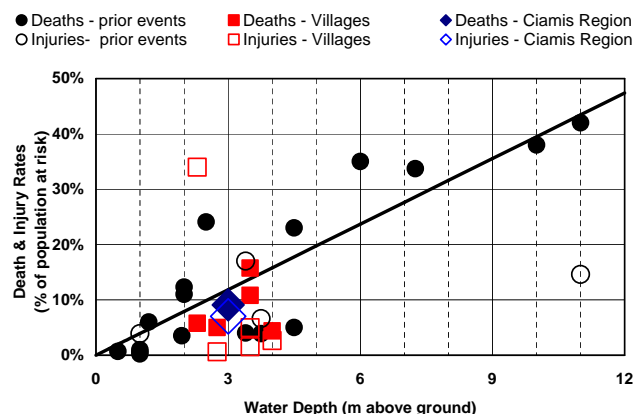 Deaths - prior events Deaths - Villages Deaths - Ciamis Region
Injuries- prior events Injuries - Villages Injuries - Ciamis Region
50%
40%
30%
20%
10%
0%
Death & Injury Rates
(% of population at risk)
0 3 6 9 12
Water Depth (m above ground)